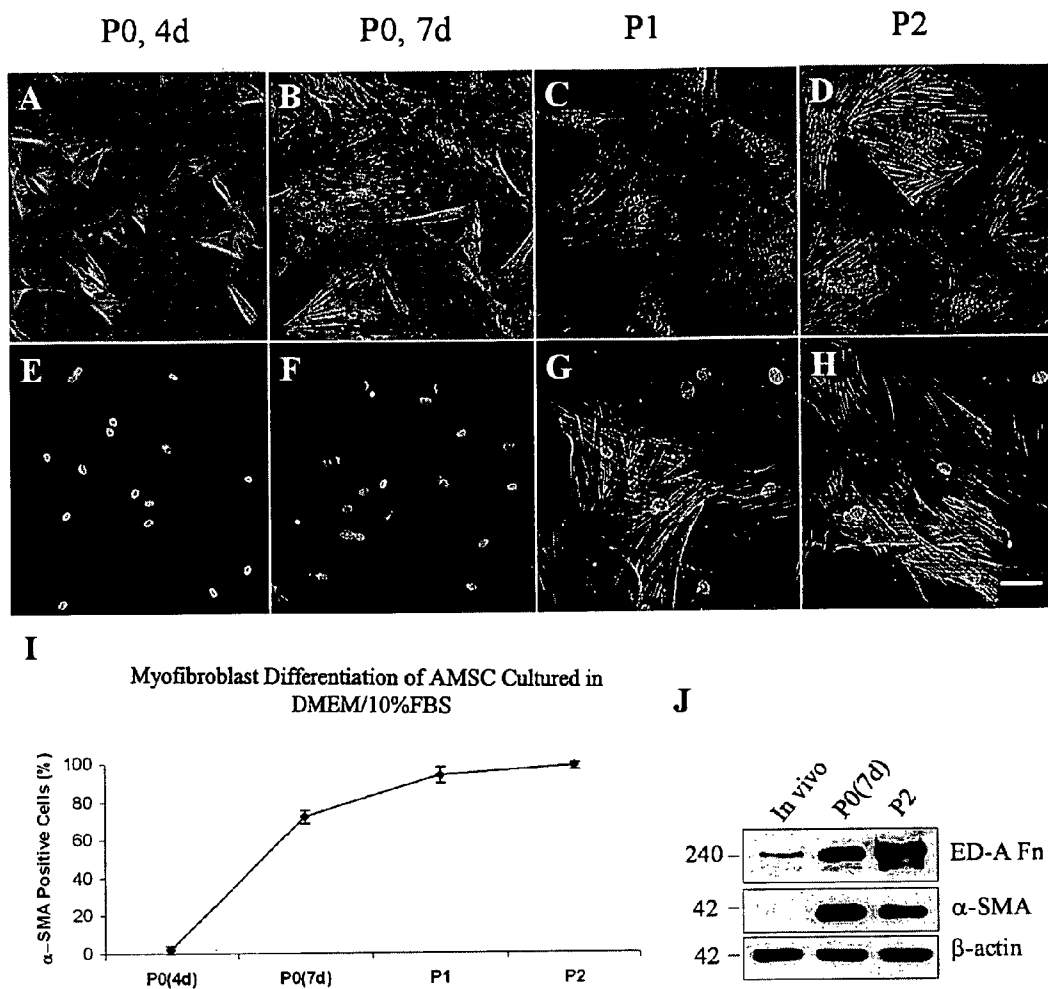 P0, 4d P0, 7d P1 P2
A B C D
E F G H
I
Myofibroblast Differentiation of AMSC Cultured in
DMEM/10%FBS
J
α-SMA Positive Cells (%)
100
80
60
40
20
0
P0(4d) P0(7d) P1 P2
In vivo P0(7d) P2
240 ED-A Fn
42 α-SMA
42 β-actin